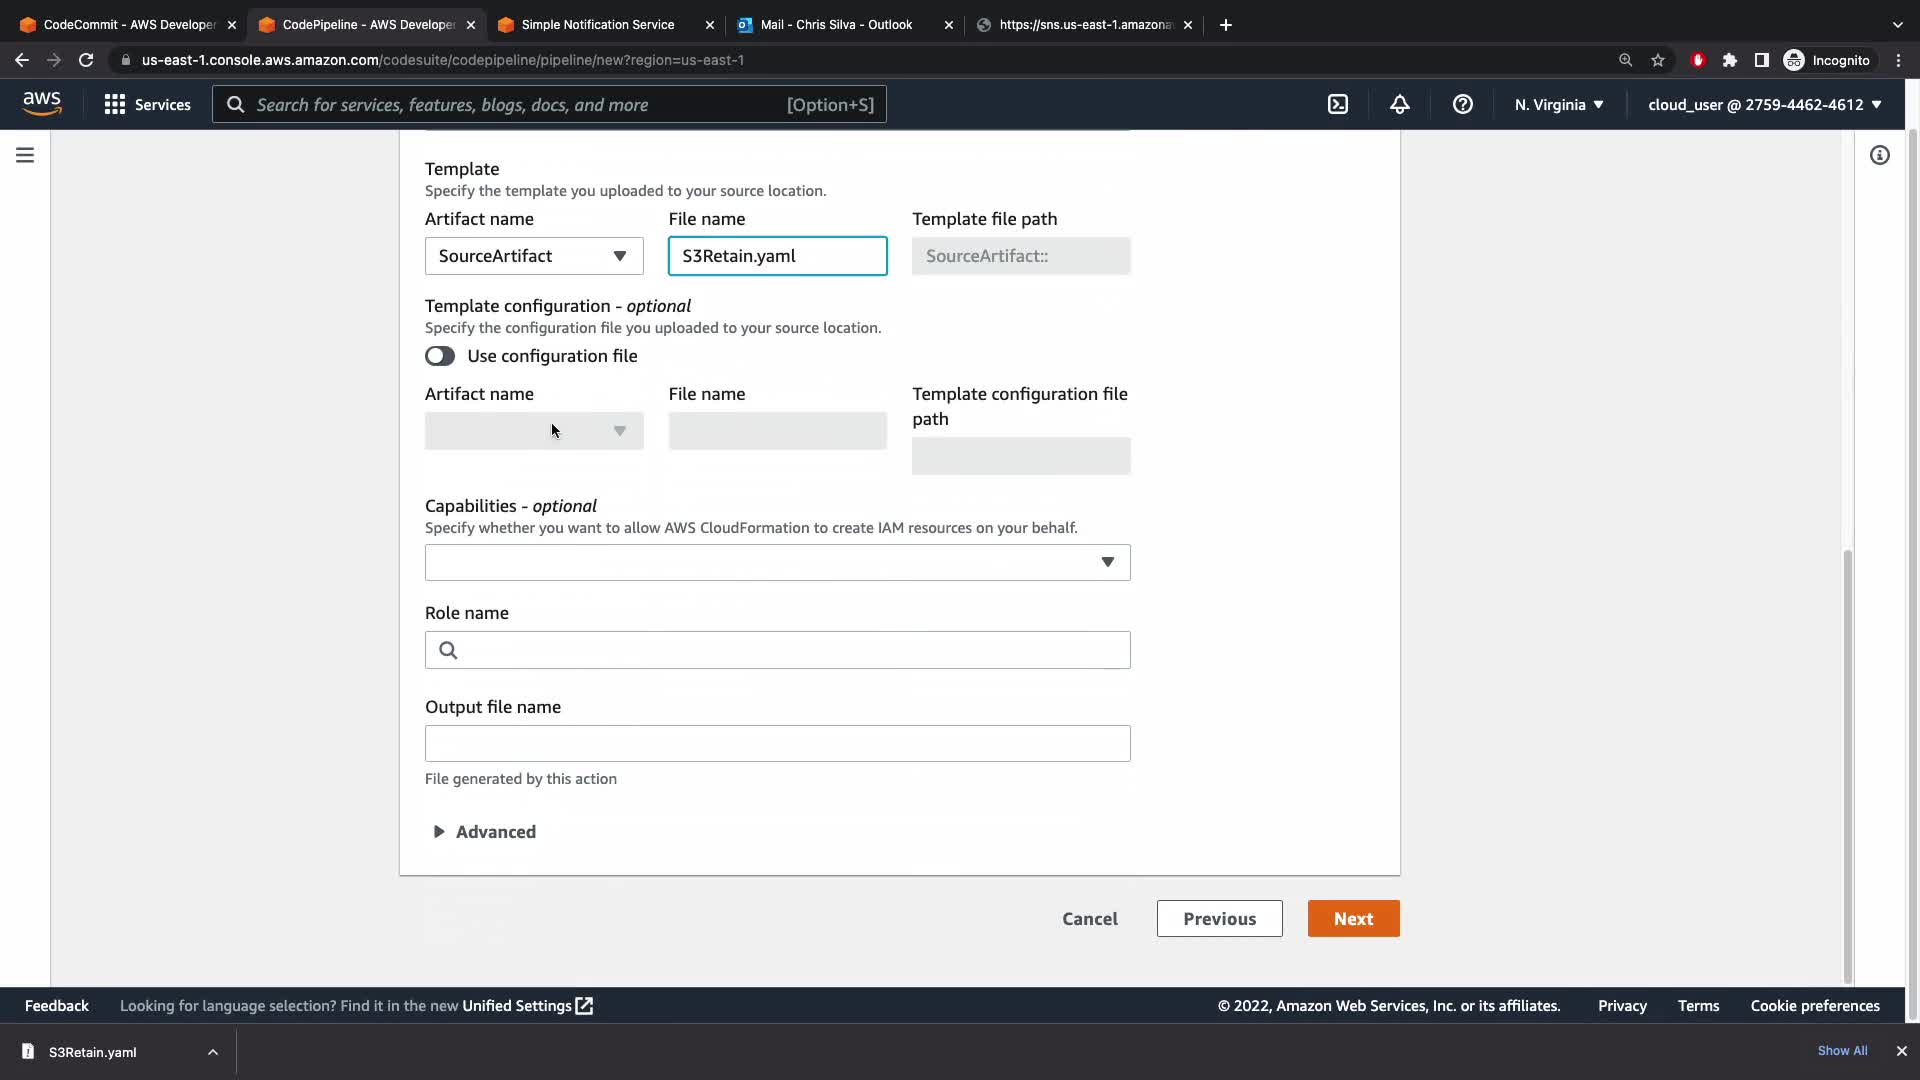 CodeCommit - AWS Developer
CodePipeline - AWS Develope
Simple Notification Service
Mail - Chris Silva - Outlook
https://sns.us-east-1.amazona
us-east-1.console.aws.amazon.com/codesuite/codepipeline/pipeline/new?region=us-east-1
Incognito
aws
Services
Search for services, features, blogs, docs, and more
[Option+S]
N. Virginia
cloud_user @ 2759-4462-4612
Template
Specify the template you uploaded to your source location.
Artifact name
File name
Template file path
SourceArtifact
S3Retain.yaml
SourceArtifact::
Template configuration - optional
Specify the configuration file you uploaded to your source location.
Use configuration file
Artifact name
File name
Template configuration file
path
Capabilities - optional
Specify whether you want to allow AWS CloudFormation to create IAM resources on your behalf.
Role name
Output file name
File generated by this action
Advanced
Cancel
Previous
Next
Feedback
Looking for language selection? Find it in the new Unified Settings
© 2022, Amazon Web Services, Inc. or its affiliates.
Privacy
Terms
Cookie preferences
S3Retain.yaml
Show All